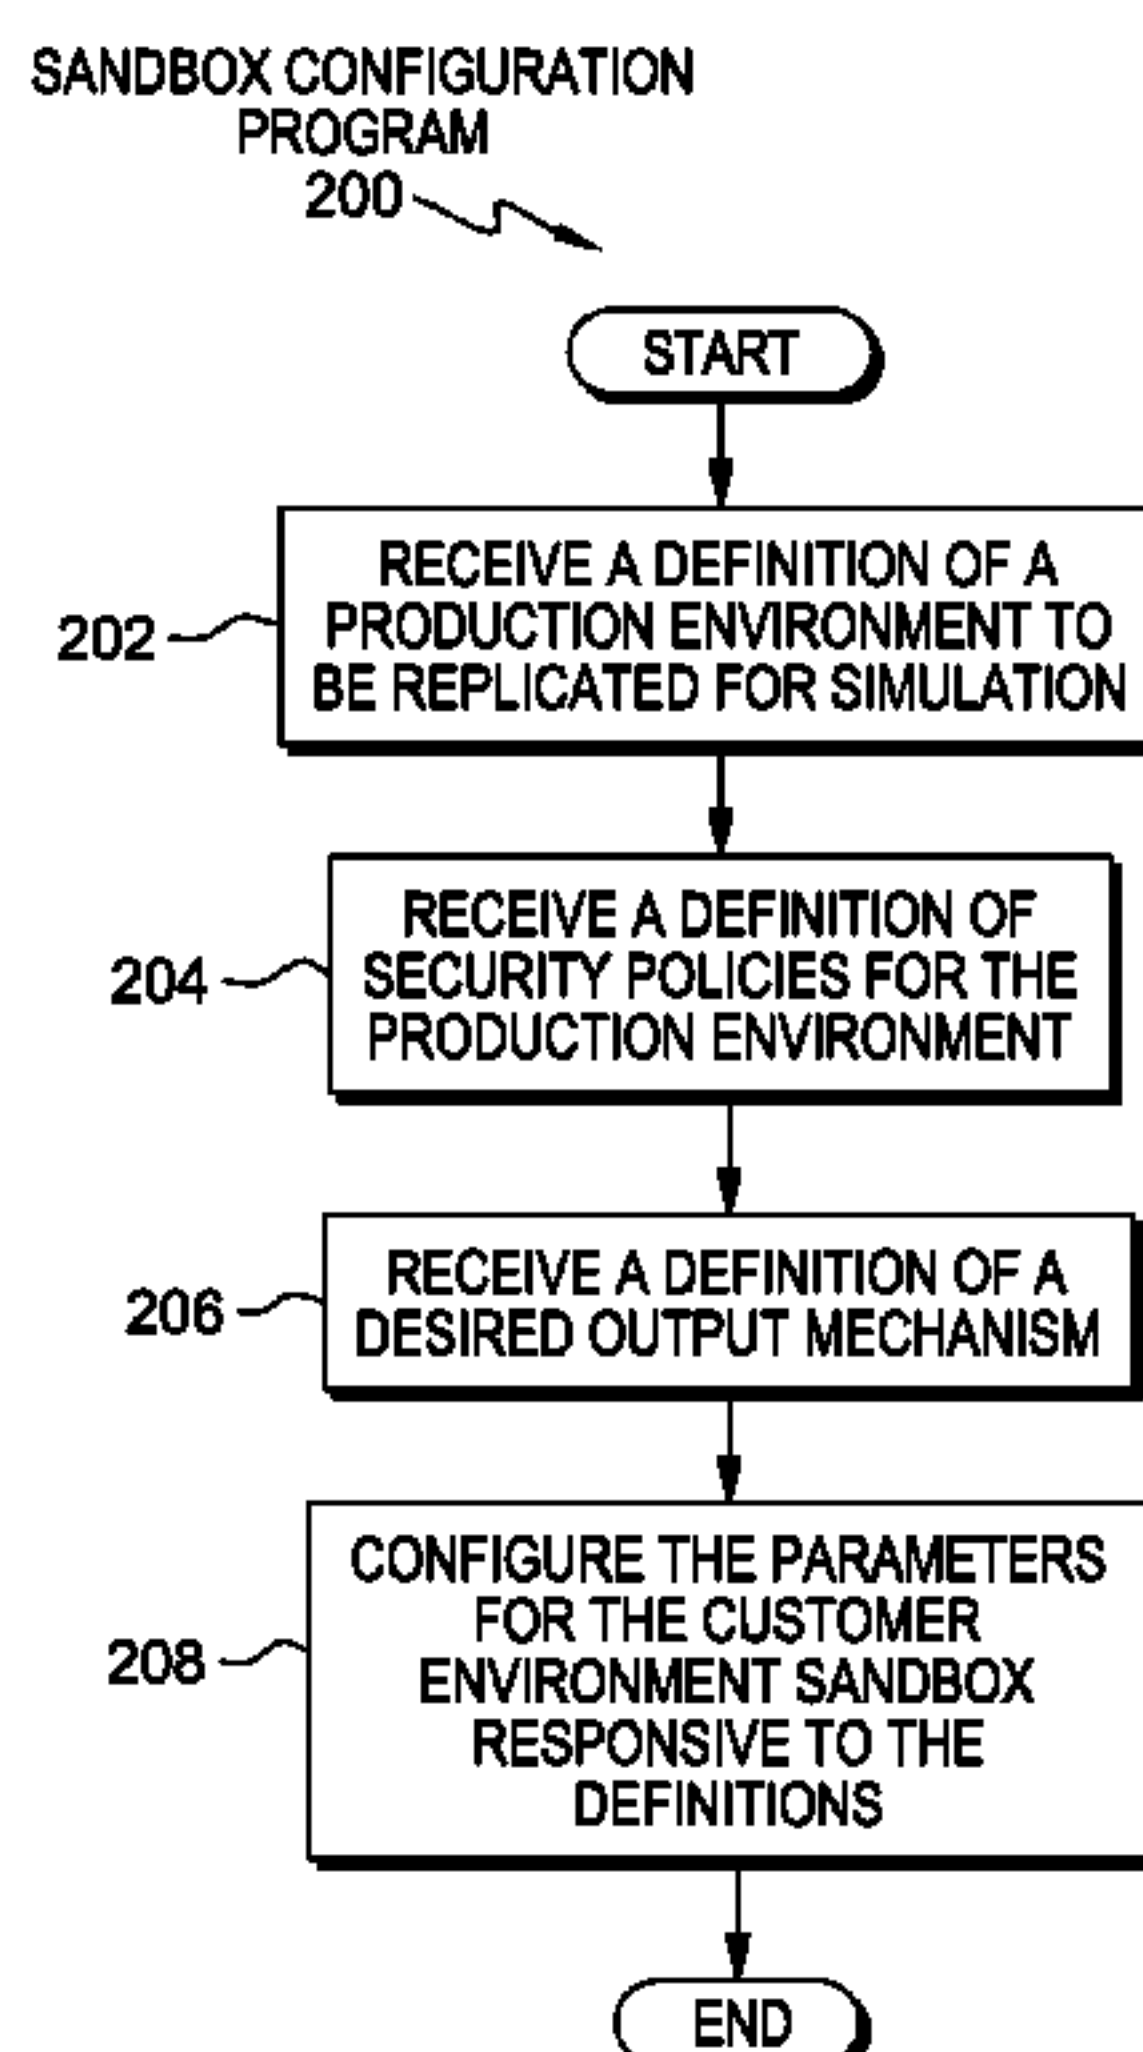 SANDBOX CONFIGURATION
PROGRAM
200
START
202
RECEIVE A DEFINITION OF A
PRODUCTION ENVIRONMENT TO
BE REPLICATED FOR SIMULATION
204
RECEIVE A DEFINITION OF
SECURITY POLICIES FOR THE
PRODUCTION ENVIRONMENT
206
RECEIVE A DEFINITION OF A
DESIRED OUTPUT MECHANISM
208
CONFIGURE THE PARAMETERS
FOR THE CUSTOMER
ENVIRONMENT SANDBOX
RESPONSIVE TO THE
DEFINITIONS
END